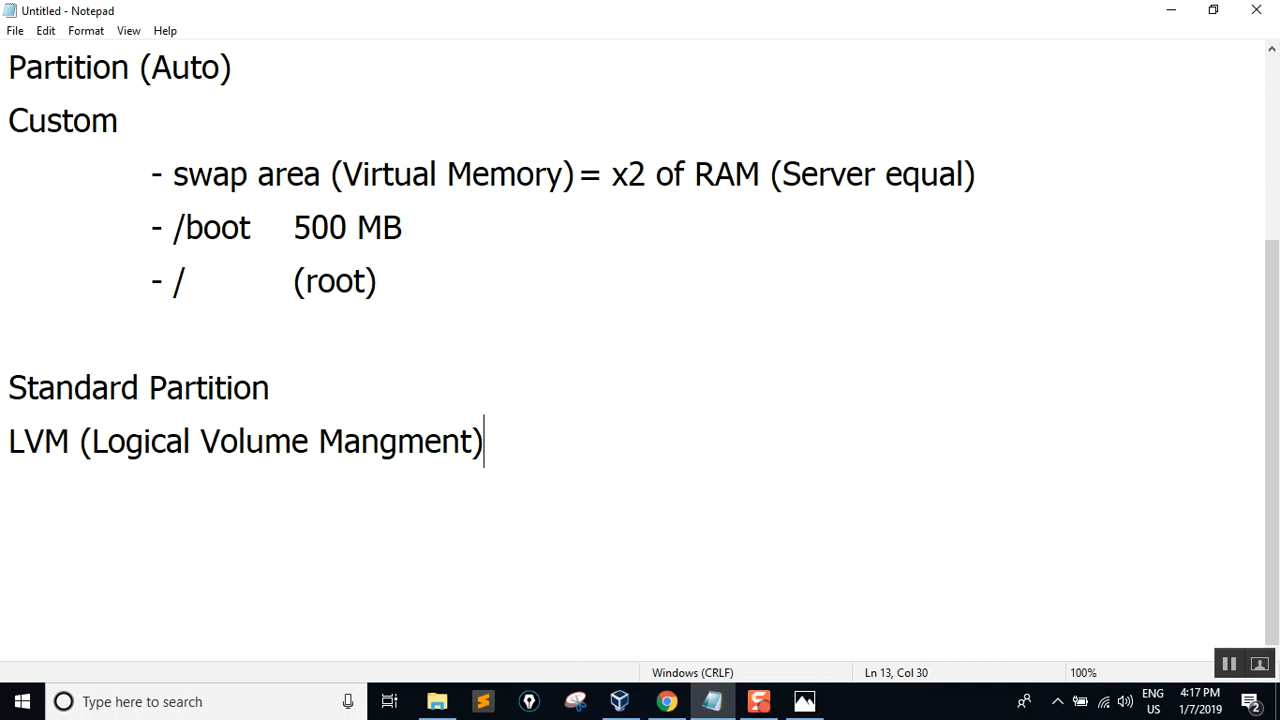 Untitled - Notepad
File Edit Format View Help
Partition (Auto)
Custom
- swap area (Virtual Memory)= x2 of RAM (Server equal)
- /boot 500 MB
- / (root)
Standard Partition
LVM (Logical Volume Mangment)
Windows (CRLF) Ln 13, Col 30 100%
Type here to search
ENG
US
4:17 PM
1/7/2019
2